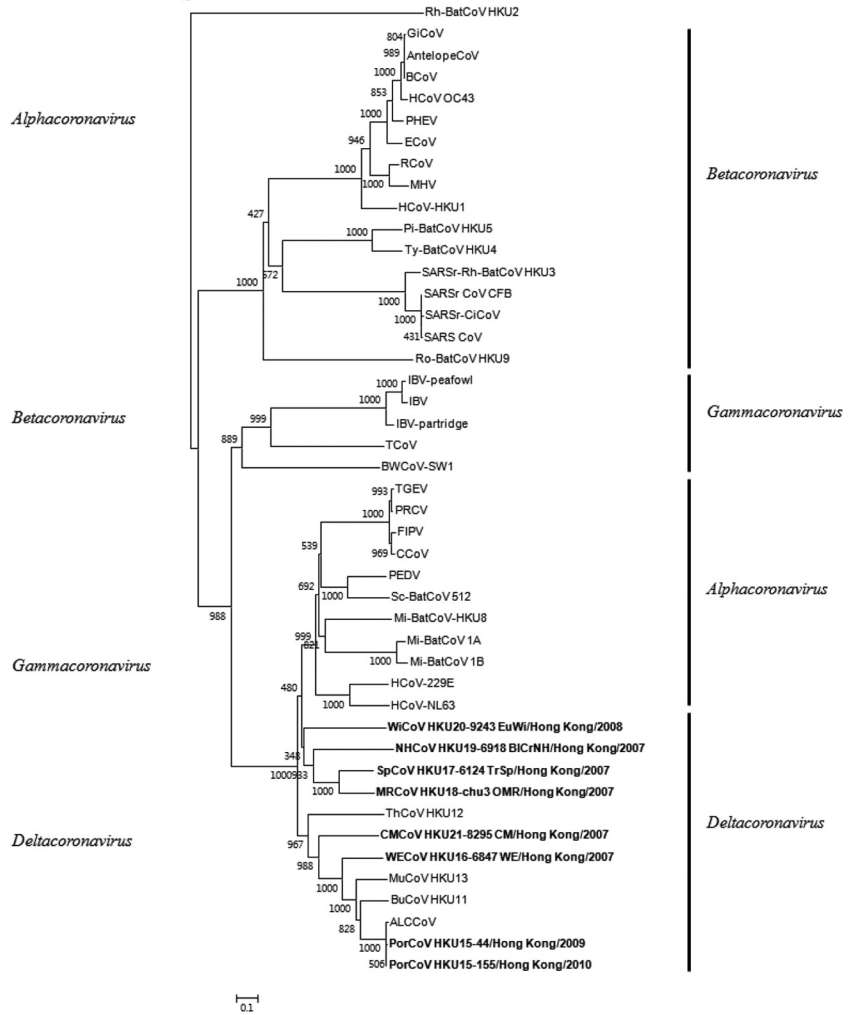 Rh-BatCoV HKU2
GiCoV
804
AntelopeCoV
989
BCoV
1000
HCoV OC43
853
PHEV
1000
ECoV
946
RCoV
1000
MHV
1000
HCoV-HKU1
427
Pi-BatCoV HKU5
1000
Ty-BatCoV HKU4
572
SARSr-Rh-BatCoV HKU3
1000
SARSr CoV CFB
1000
SARSr-CiCoV
1000
SARS CoV
431
Ro-BatCoV HKU9
IBV-peafowl
1000
IBV
1000
IBV-partridge
999
TCoV
889
BWCoV-SW1
TGEV
993
PRCV
1000
FIPV
CCoV
969
539
PEDV
692
Sc-BatCoV 512
1000
Mi-BatCoV-HKU8
999
821
Mi-BatCoV 1A
Mi-BatCoV 1B
1000
988
HCoV-229E
480
HCoV-NL63
1000
WiCoV HKU20-9243 EuWi/Hong Kong/2008
NHCoV HKU19-6918 BlCrNH/Hong Kong/2007
348
SpCoV HKU17-6124 TrSp/Hong Kong/2007
1000
933
MRCoV HKU18-chu3 OMR/Hong Kong/2007
1000
ThCoV HKU12
CMCoV HKU21-8295 CM/Hong Kong/2007
967
WECoV HKU16-6847 WE/Hong Kong/2007
988
MuCoV HKU13
1000
BuCoV HKU11
1000
ALCCoV
828
PorCoV HKU15-44/Hong Kong/2009
1000
PorCoV HKU15-155/Hong Kong/2010
506
0.1
Alphacoronavirus
Betacoronavirus
Gammacoronavirus
Deltacoronavirus
Betacoronavirus
Gammacoronavirus
Alphacoronavirus
Deltacoronavirus